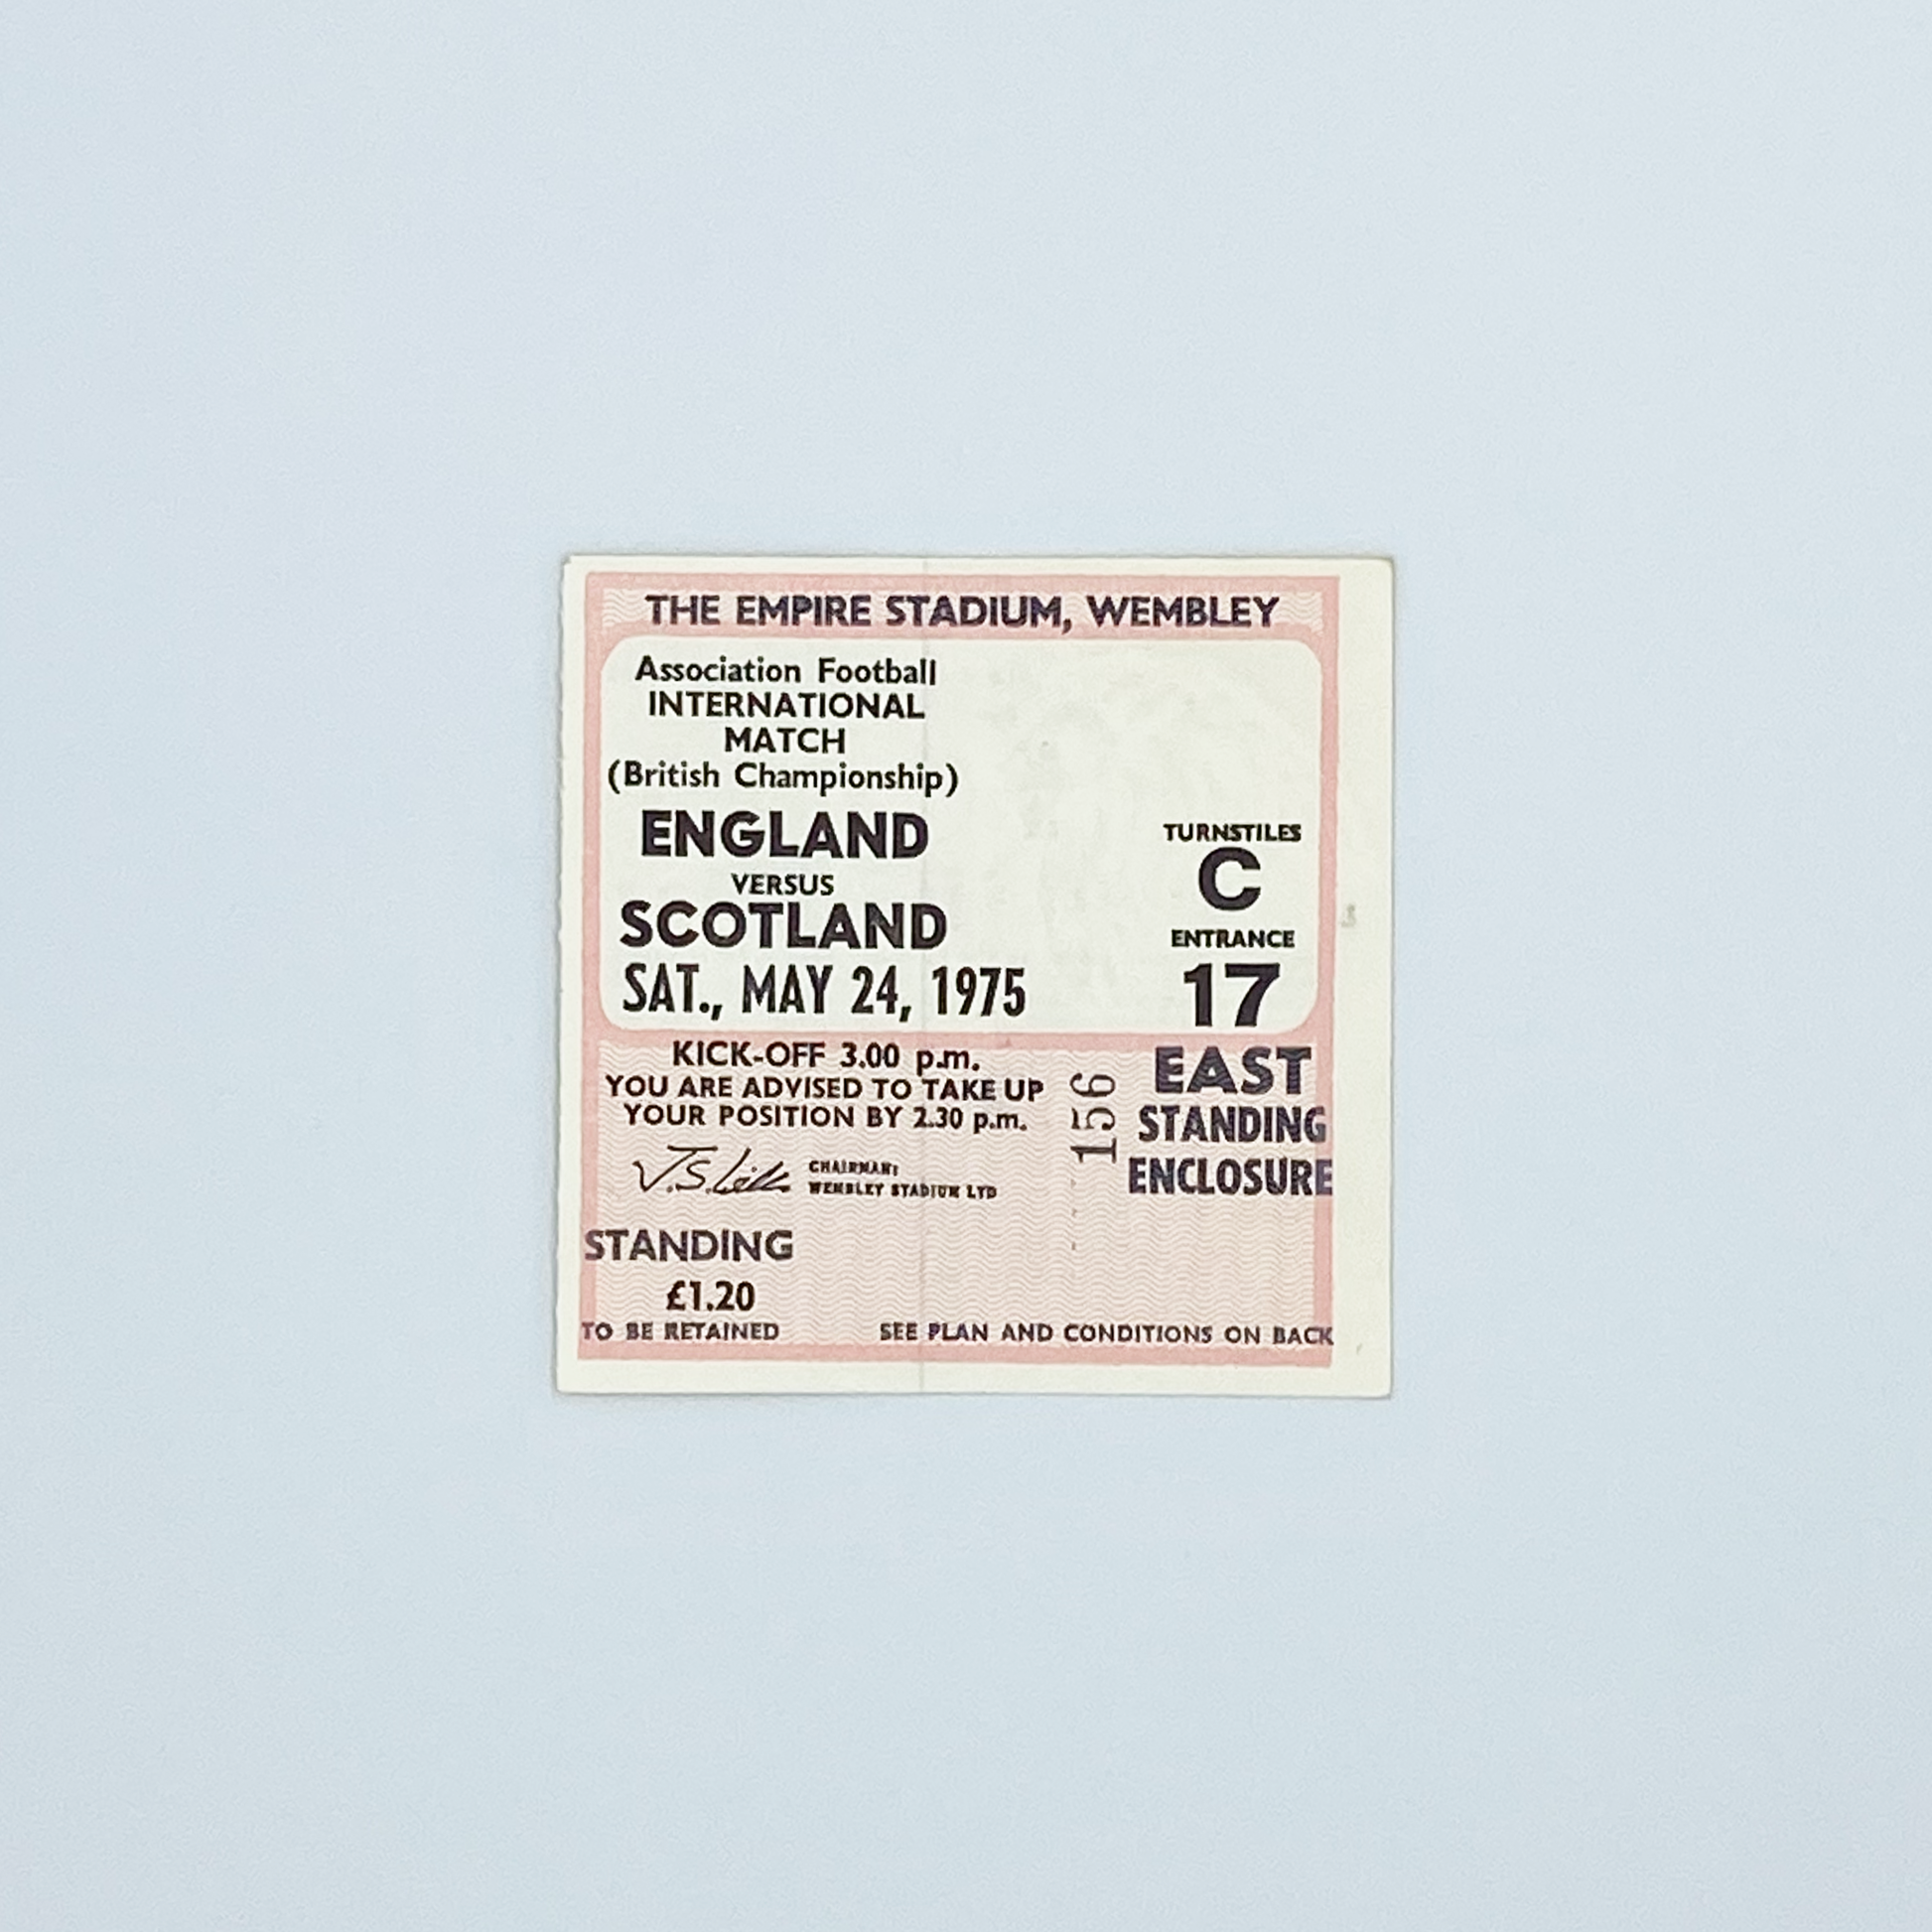 THE EMPIRE STADIUM, WEMBLEY
Association Football
INTERNATIONAL
MATCH
(British Championship)
ENGLAND
VERSUS
SCOTLAND
SAT., MAY 24, 1975
TURNSTILES
C
ENTRANCE
17
KICK-OFF 3.00 p.m.
YOU ARE ADVISED TO TAKE UP
YOUR POSITION BY 2.30 p.m.
CHAIRMAN:
WEMBLEY STADIUM LTD
156
EAST
STANDING
ENCLOSURE
STANDING
£1.20
TO BE RETAINED
SEE PLAN AND CONDITIONS ON BACK